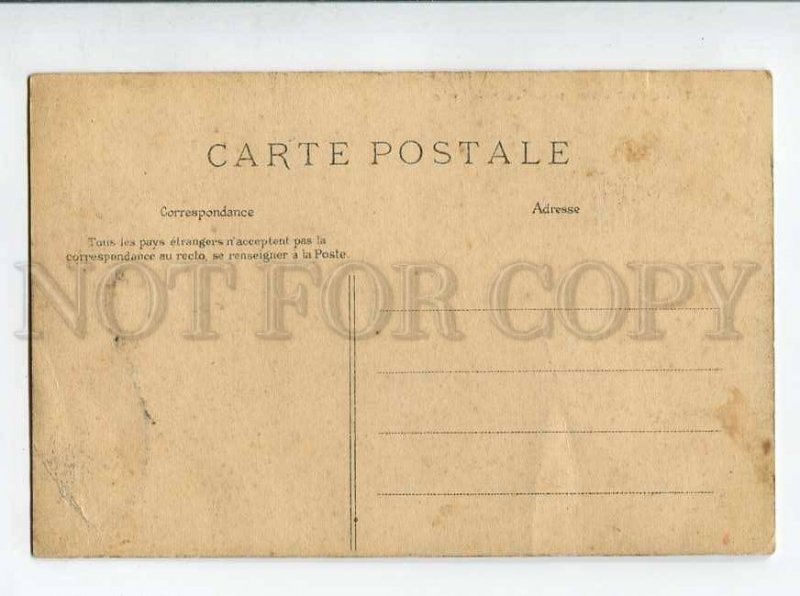 CARTE POSTALE
Correspondance
Adresse
Tous les pays étrangers n'acceptent pas la
correspondance au recto, se renseigner à la Poste
NOT FOR COPY